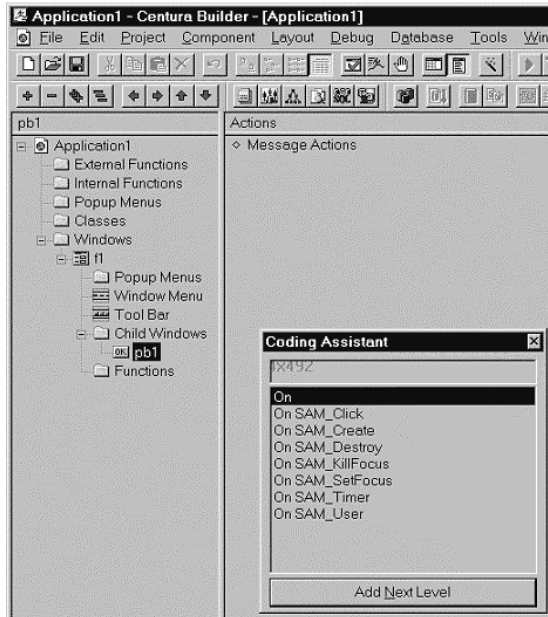 Application1 - Centura Builder - [Application1]
File Edit Project Component Layout Debug Database Tools Win
pb1
Actions
Application1
External Functions
Internal Functions
Popup Menus
Classes
Windows
f1
Popup Menus
Window Menu
Tool Bar
Child Windows
OK pb1
Functions
Message Actions
Coding Assistant
On
On SAM_Click
On SAM_Create
On SAM_Destroy
On SAM_KillFocus
On SAM_SetFocus
On SAM_Timer
On SAM_User
Add Next Level